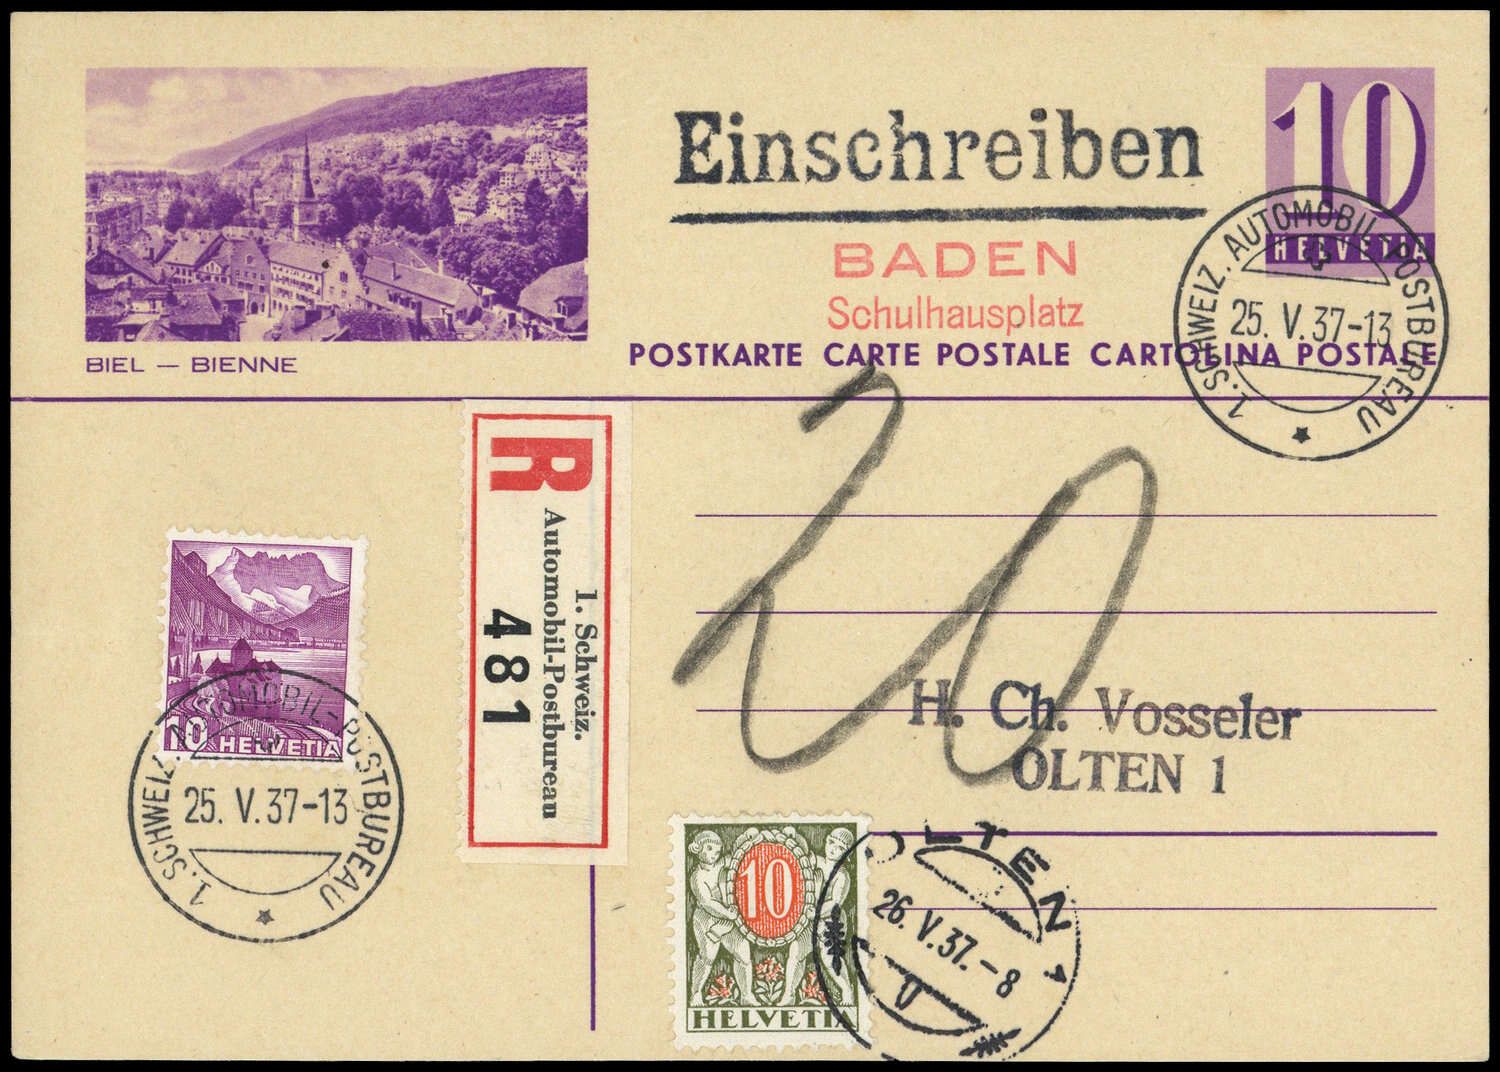 Einschreiben
10
HELVETIA
BADEN
Schulhausplatz
BIEL — BIENNE
POSTKARTE CARTE POSTALE CARTOLINA POSTALE
1. SCHWEIZ. AUTOMOBIL-POSTBUREAU
25. V. 37-13
20
R
1. Schweiz.
Automobil-Postbureau
481
10 HELVETIA
1. SCHWEIZ. AUTOMOBIL-POSTBUREAU
25. V. 37-13
H. Ch. Vosseler
OLTEN 1
10
HELVETIA
OLTEN 1
26. V. 37.-8
U